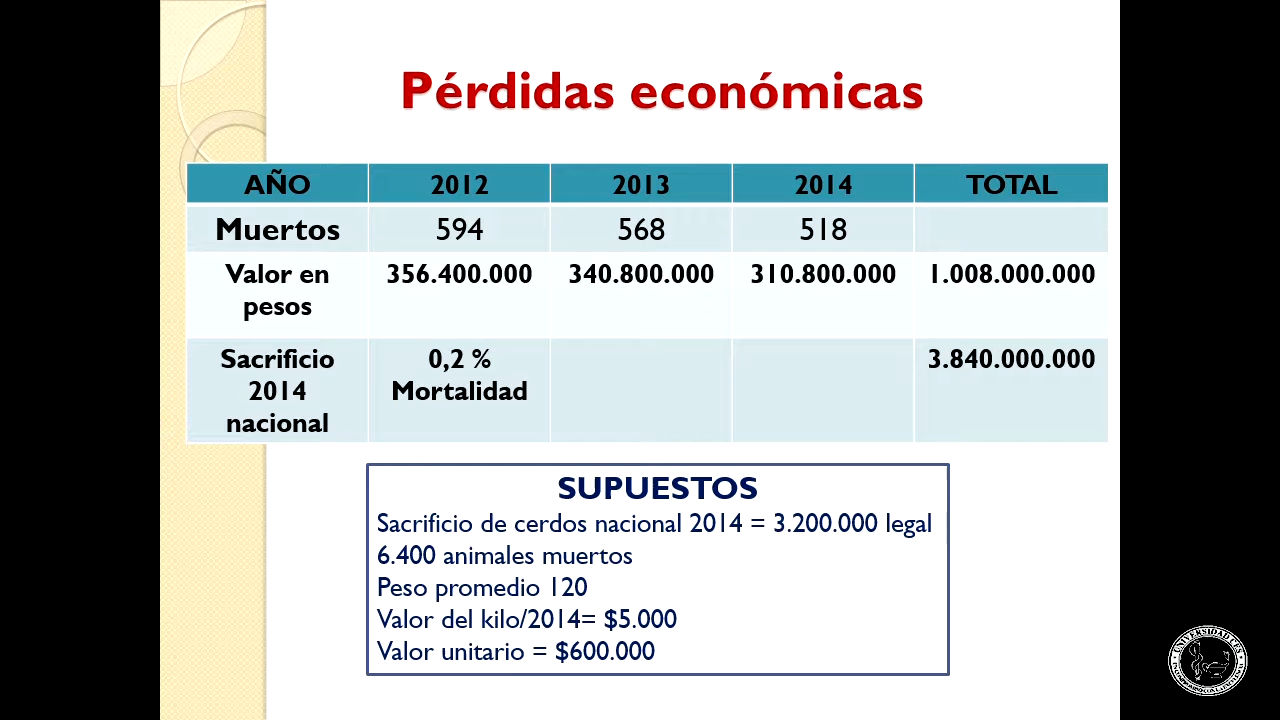 Pérdidas económicas
AÑO 2012 2013 2014 TOTAL
Muertos 594 568 518
Valor en pesos 356.400.000 340.800.000 310.800.000 1.008.000.000
Sacrificio 2014 nacional 0,2 % Mortalidad 3.840.000.000
SUPUESTOS
Sacrificio de cerdos nacional 2014 = 3.200.000 legal
6.400 animales muertos
Peso promedio 120
Valor del kilo/2014= $5.000
Valor unitario = $600.000
UNIVERSIDAD CES